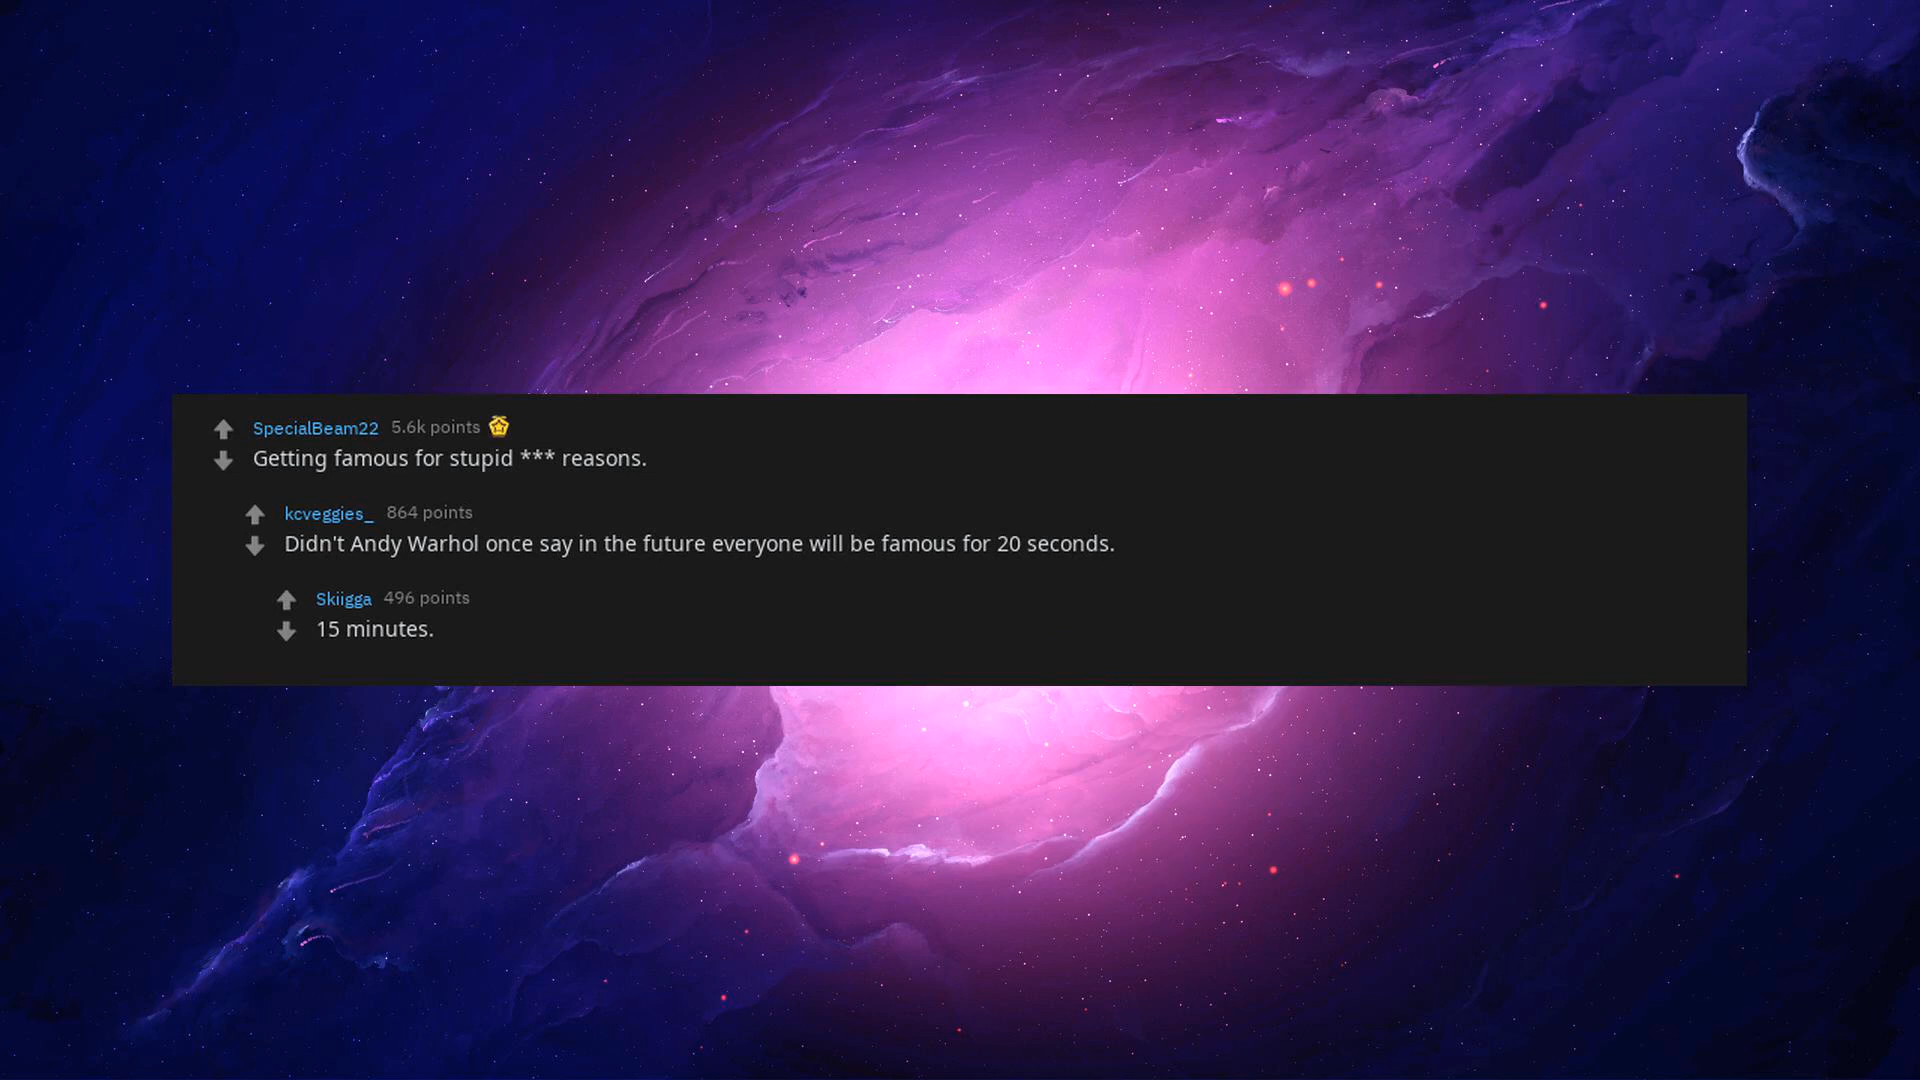 SpecialBeam22 5.6k points
Getting famous for stupid *** reasons.
kcveggies_ 864 points
Didn't Andy Warhol once say in the future everyone will be famous for 20 seconds.
Skiigga 496 points
15 minutes.